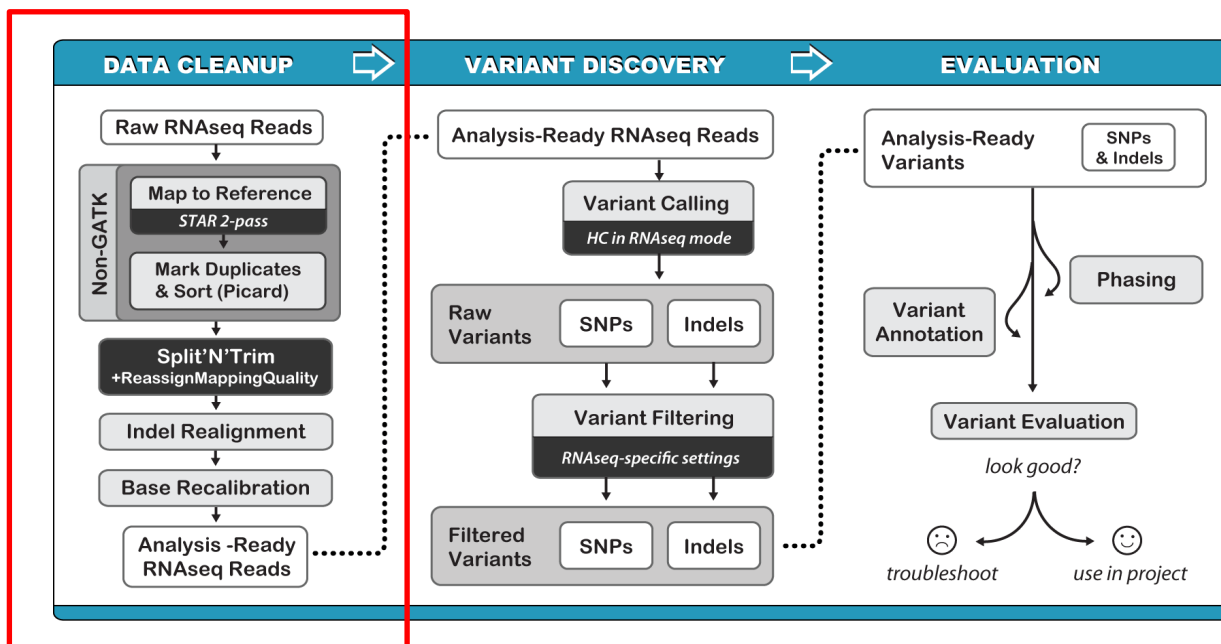 DATA CLEANUP
VARIANT DISCOVERY
EVALUATION
Raw RNAseq Reads
Non-GATK
Map to Reference
STAR 2-pass
Mark Duplicates
& Sort (Picard)
Split'N'Trim
+ReassignMappingQuality
Indel Realignment
Base Recalibration
Analysis -Ready
RNAseq Reads
Analysis-Ready RNAseq Reads
Variant Calling
HC in RNAseq mode
Raw
Variants
SNPs
Indels
Variant Filtering
RNAseq-specific settings
Filtered
Variants
SNPs
Indels
Analysis-Ready
Variants
SNPs
& Indels
Phasing
Variant
Annotation
Variant Evaluation
look good?
troubleshoot
use in project